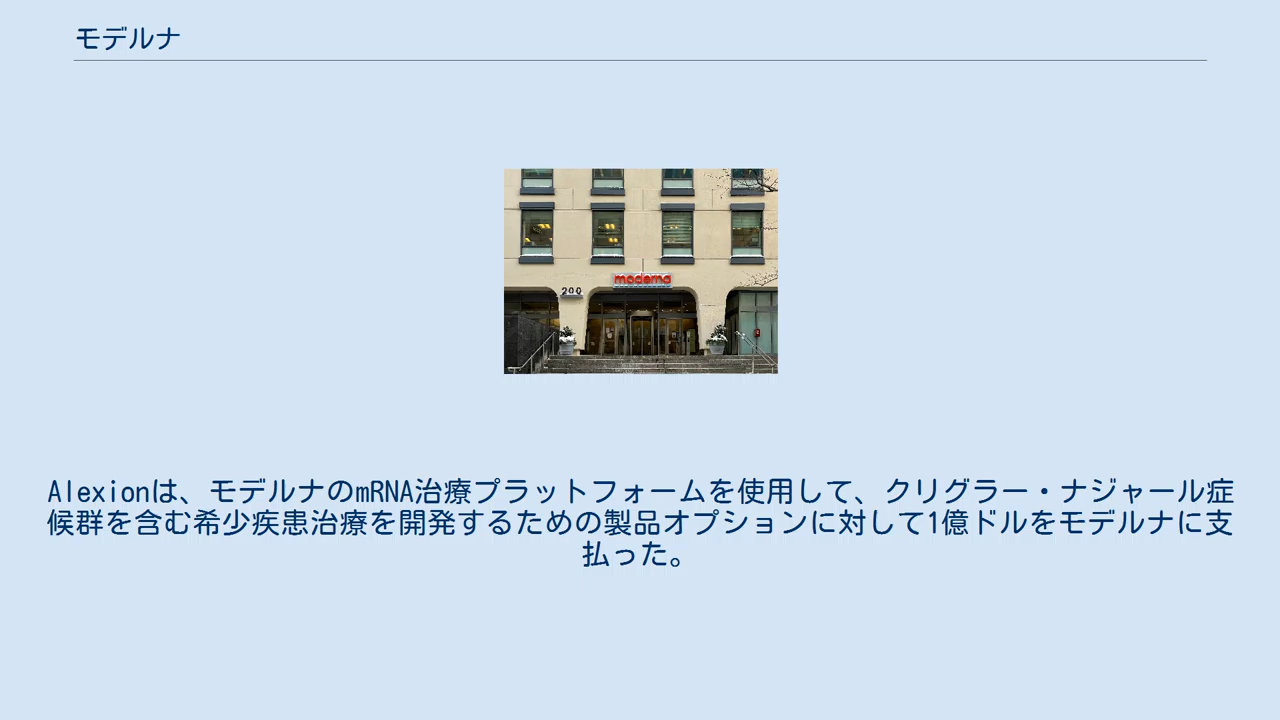 モデルナ
moderna
200
Alexionは、モデルナのmRNA治療プラットフォームを使用して、クリグラー・ナジャール症
候群を含む希少疾患治療を開発するための製品オプションに対して1億ドルをモデルナに支
払った。